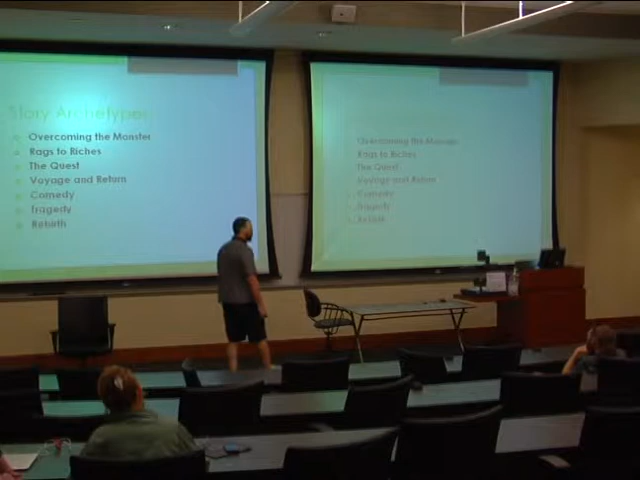 Story Archetypes
Overcoming the Monster
Rags to Riches
The Quest
Voyage and Return
Comedy
Tragedy
Rebirth
Overcoming the Monster
Rags to Riches
The Quest
Voyage and Return
Comedy
Tragedy
Rebirth